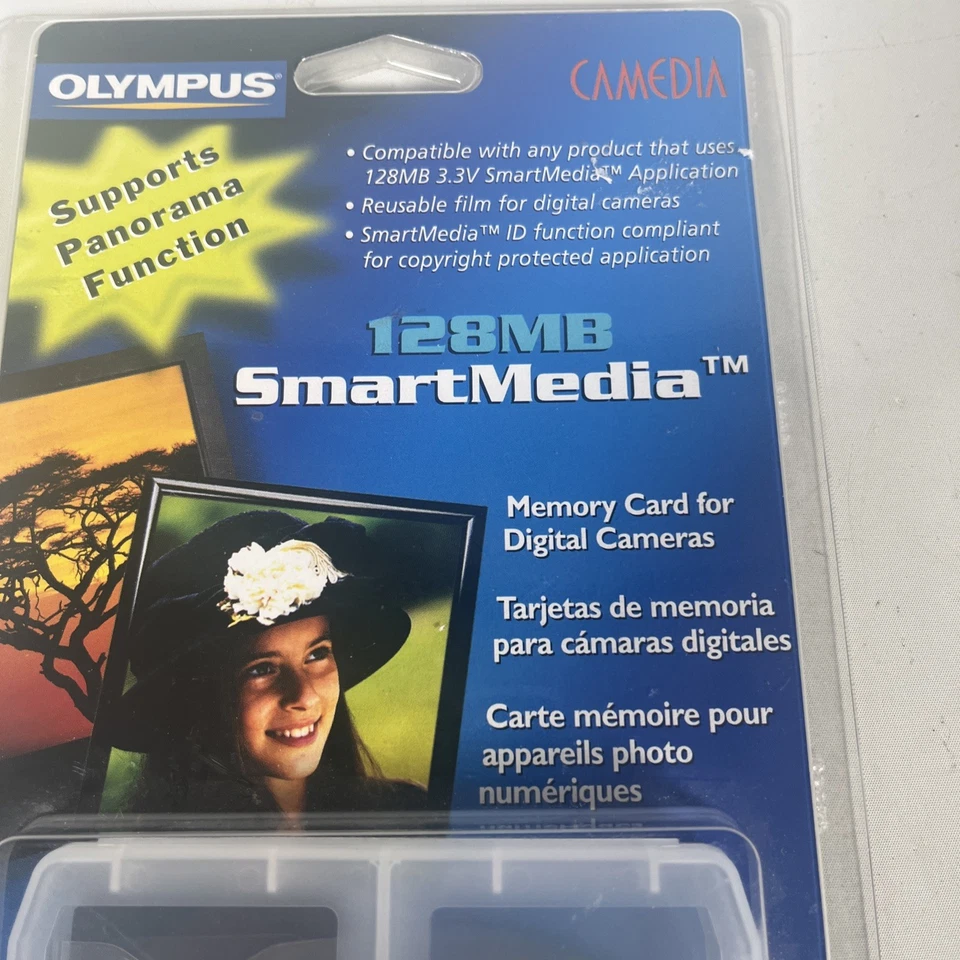 OLYMPUS®
CAMEDIA
Supports
Panorama
Function
• Compatible with any product that uses
128MB 3.3V SmartMedia™ Application
• Reusable film for digital cameras
• SmartMedia™ ID function compliant
for copyright protected application
128MB
SmartMedia™
Memory Card for
Digital Cameras
Tarjetas de memoria
para cámaras digitales
Carte mémoire pour
appareils photo
numériques